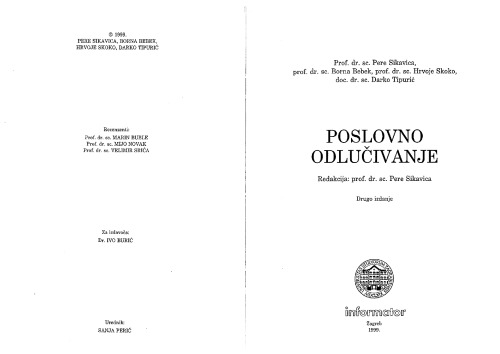 © 1999.
PERE SIKAVICA, BORNA BEBEK,
HRVOJE SKOKO, DARKO TIPURIĆ
Recenzenti:
Prof. dr. sc. MARIN BUBLE
Prof. dr. sc. MIJO NOVAK
Prof. dr. sc. VELIMIR SRIĆA
Za izdavača:
Dr. IVO BURIĆ
Urednik:
SANJA PERIĆ
Prof. dr. sc. Pere Sikavica,
prof. dr. sc. Borna Bebek, prof. dr. sc. Hrvoje Skoko,
doc. dr. sc. Darko Tipurić
POSLOVNO
ODLUČIVANJE
Redakcija: prof. dr. sc. Pere Sikavica
Drugo izdanje
informator
Zagreb
1999.